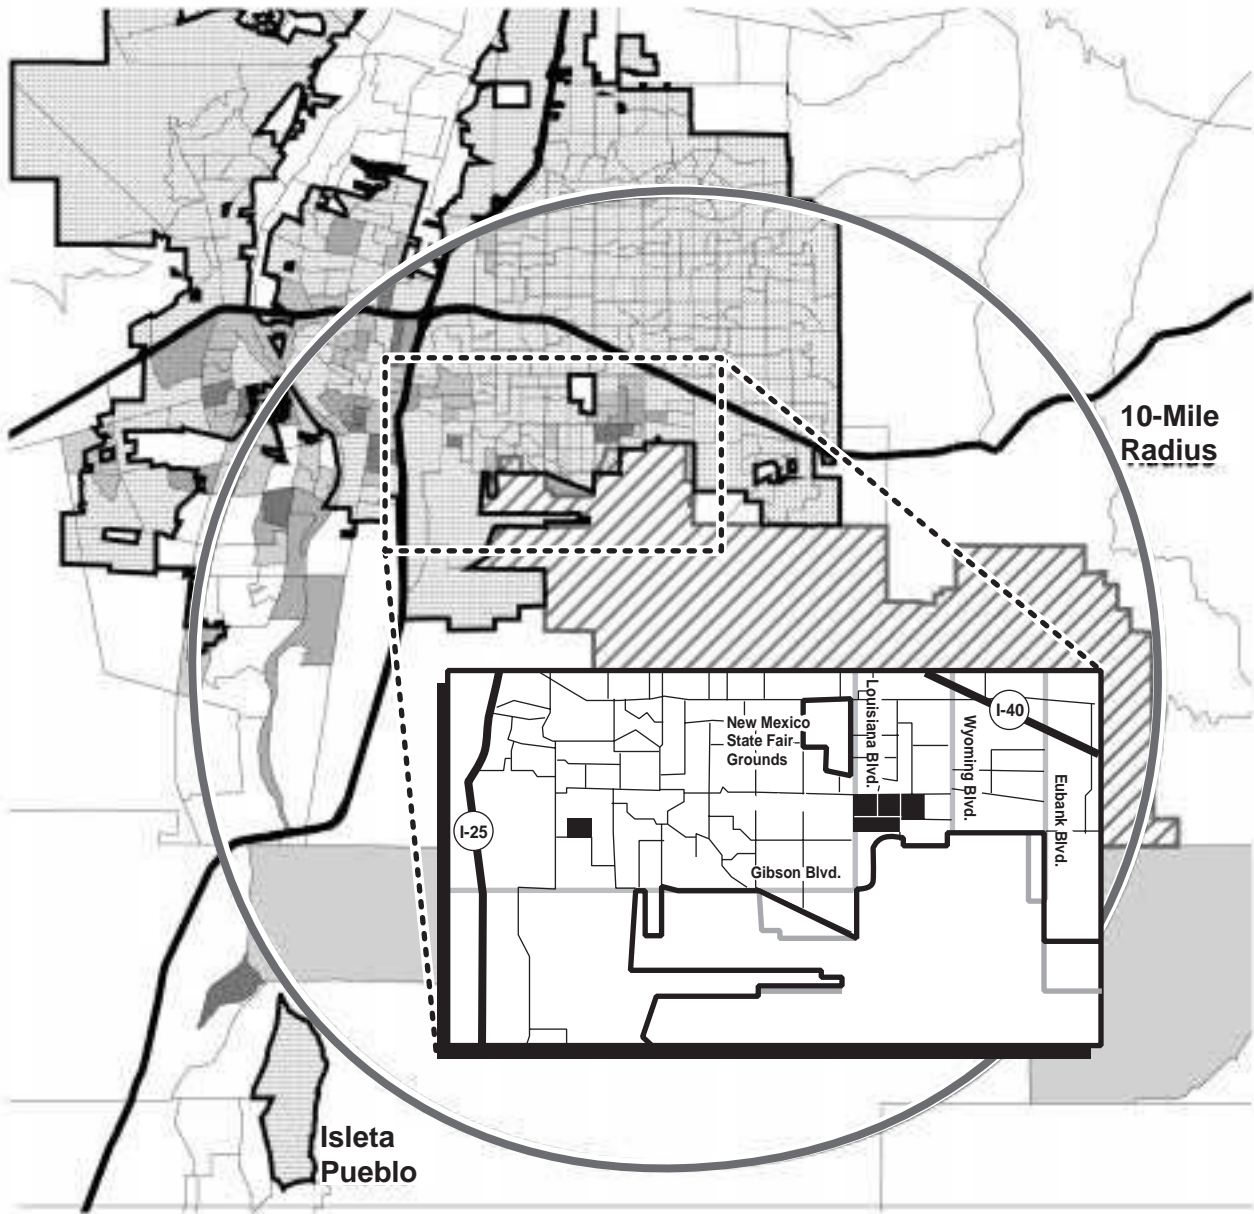 10-Mile
Radius
Louisiana Blvd.
I-40
New Mexico
State Fair
Grounds
Wyoming Blvd.
Eubank Blvd.
I-25
Gibson Blvd.
Isleta
Pueblo